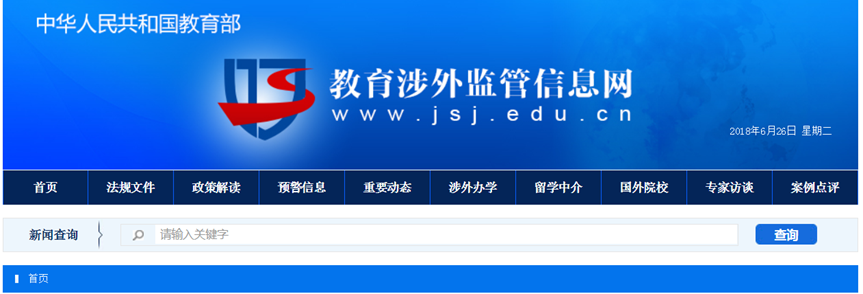 中华人民共和国教育部
教育涉外监管信息网
www.jsj.edu.cn
2018年6月26日 星期二
首页 法规文件 政策解读 预警信息 重要动态 涉外办学 留学中介 国外院校 专家访谈 案例点评
新闻查询 请输入关键字 查询
首页